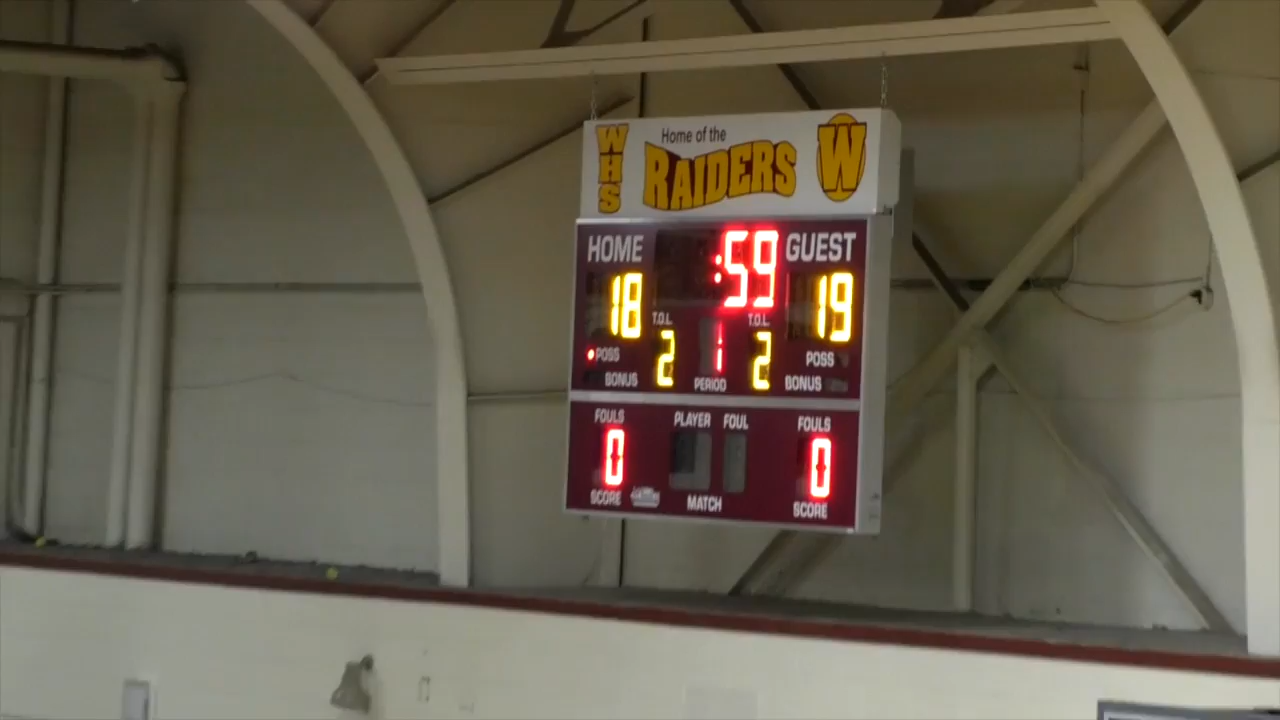 WHS
Home of the
RAIDERS
W
HOME :59 GUEST
18 19
T.O.L. T.O.L.
2 1 2
POSS POSS
BONUS PERIOD BONUS
FOULS PLAYER FOUL FOULS
0 0
SCORE MATCH SCORE